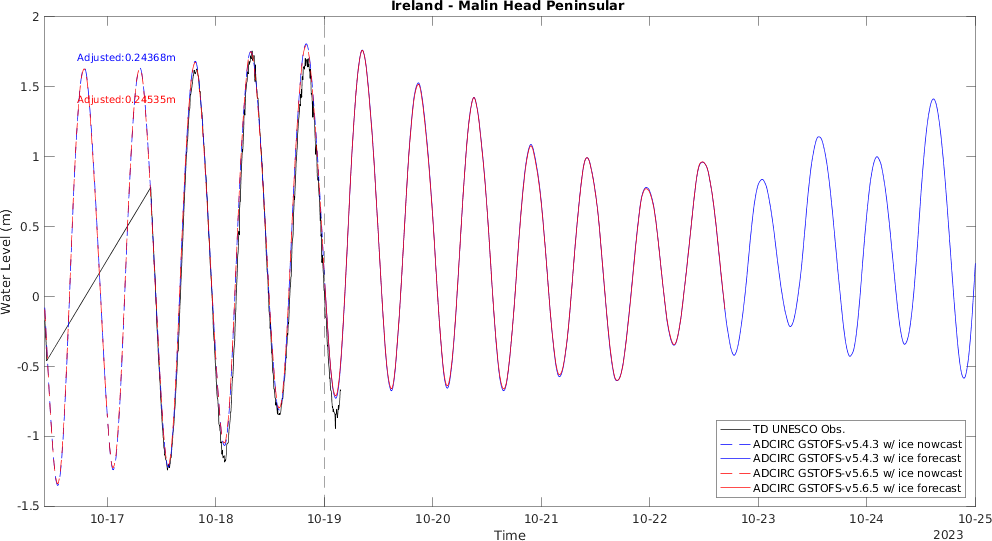 Ireland - Malin Head Peninsular
2
1.5
1
0.5
0
-0.5
-1
-1.5
Water Level (m)
Adjusted:0.24368m
Adjusted:0.24535m
TD UNESCO Obs.
ADCIRC GSTOFS-v5.4.3 w/ ice nowcast
ADCIRC GSTOFS-v5.4.3 w/ ice forecast
ADCIRC GSTOFS-v5.6.5 w/ ice nowcast
ADCIRC GSTOFS-v5.6.5 w/ ice forecast
10-17 10-18 10-19 10-20 10-21 10-22 10-23 10-24 10-25
Time
2023